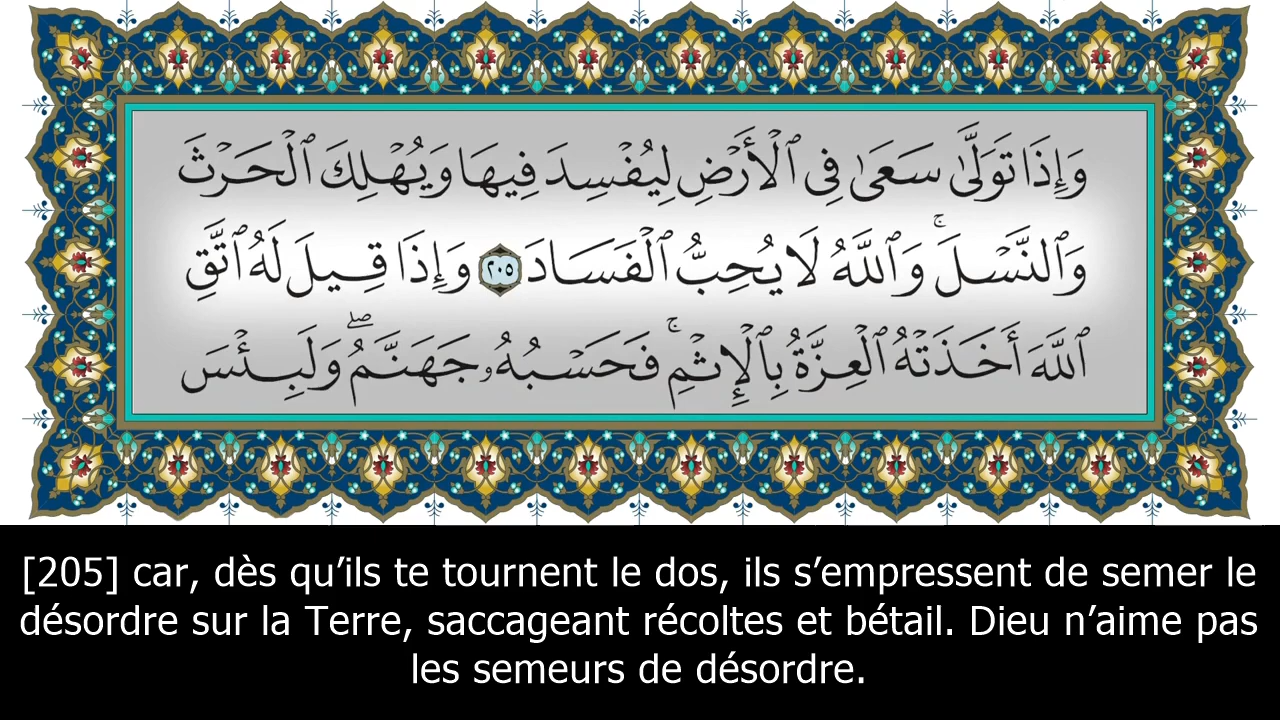 وَإِذَا تَوَلَّىٰ سَعَىٰ فِى ٱلْأَرْضِ لِيُفْسِدَ فِيهَا وَيُهْلِكَ ٱلْحَرْثَ
وَٱلنَّسْلَ ۗ وَٱللَّهُ لَا يُحِبُّ ٱلْفَسَادَ ٢٠٥ وَإِذَا قِيلَ لَهُ ٱتَّقِ
ٱللَّهَ أَخَذَتْهُ ٱلْعِزَّةُ بِٱلْإِثْمِ ۚ فَحَسْبُهُۥ جَهَنَّمُ ۖ وَلَبِئْسَ
[205] car, dès qu’ils te tournent le dos, ils s’empressent de semer le
désordre sur la Terre, saccageant récoltes et bétail. Dieu n’aime pas
les semeurs de désordre.